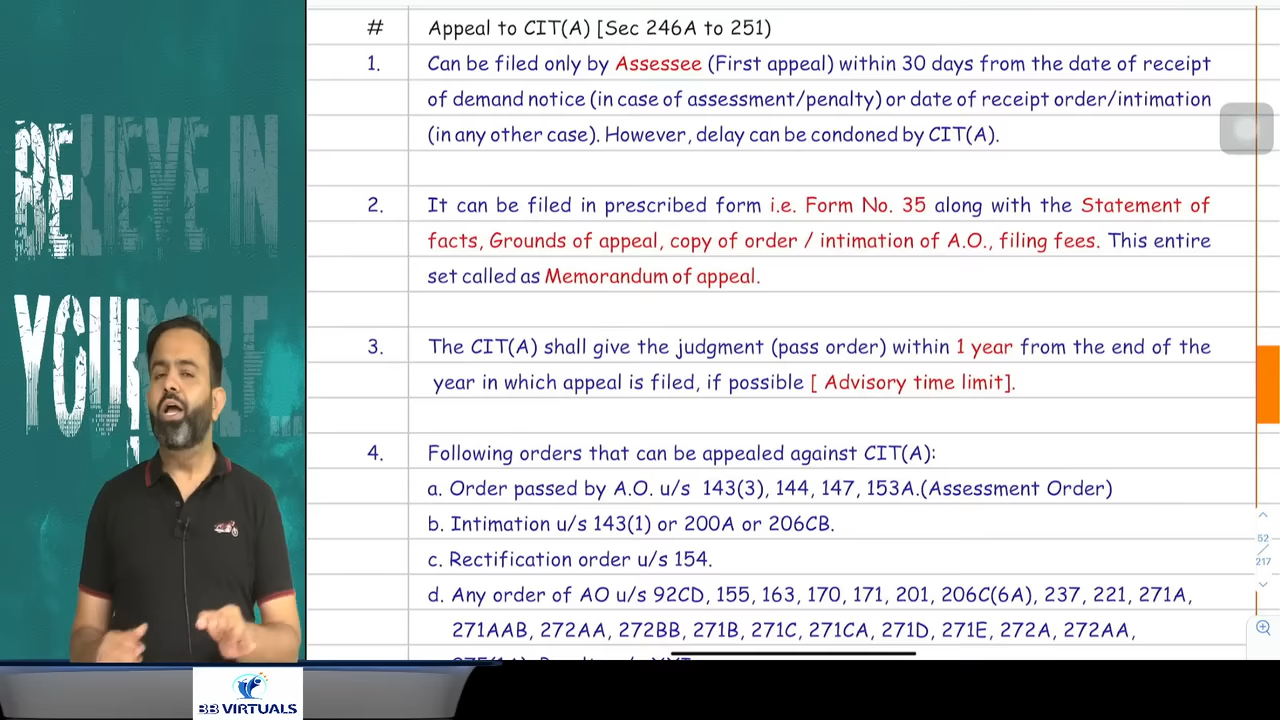 BELIEVE IN
YOURSELF...
# Appeal to CIT(A) [Sec 246A to 251)
1. Can be filed only by Assessee (First appeal) within 30 days from the date of receipt
of demand notice (in case of assessment/penalty) or date of receipt order/intimation
(in any other case). However, delay can be condoned by CIT(A).
2. It can be filed in prescribed form i.e. Form No. 35 along with the Statement of
facts, Grounds of appeal, copy of order / intimation of A.O., filing fees. This entire
set called as Memorandum of appeal.
3. The CIT(A) shall give the judgment (pass order) within 1 year from the end of the
year in which appeal is filed, if possible [ Advisory time limit].
4. Following orders that can be appealed against CIT(A):
a. Order passed by A.O. u/s 143(3), 144, 147, 153A.(Assessment Order)
b. Intimation u/s 143(1) or 200A or 206CB.
c. Rectification order u/s 154.
d. Any order of AO u/s 92CD, 155, 163, 170, 171, 201, 206C(6A), 237, 221, 271A,
271AAB, 272AA, 272BB, 271B, 271C, 271CA, 271D, 271E, 272A, 272AA,
52
217
BB VIRTUALS